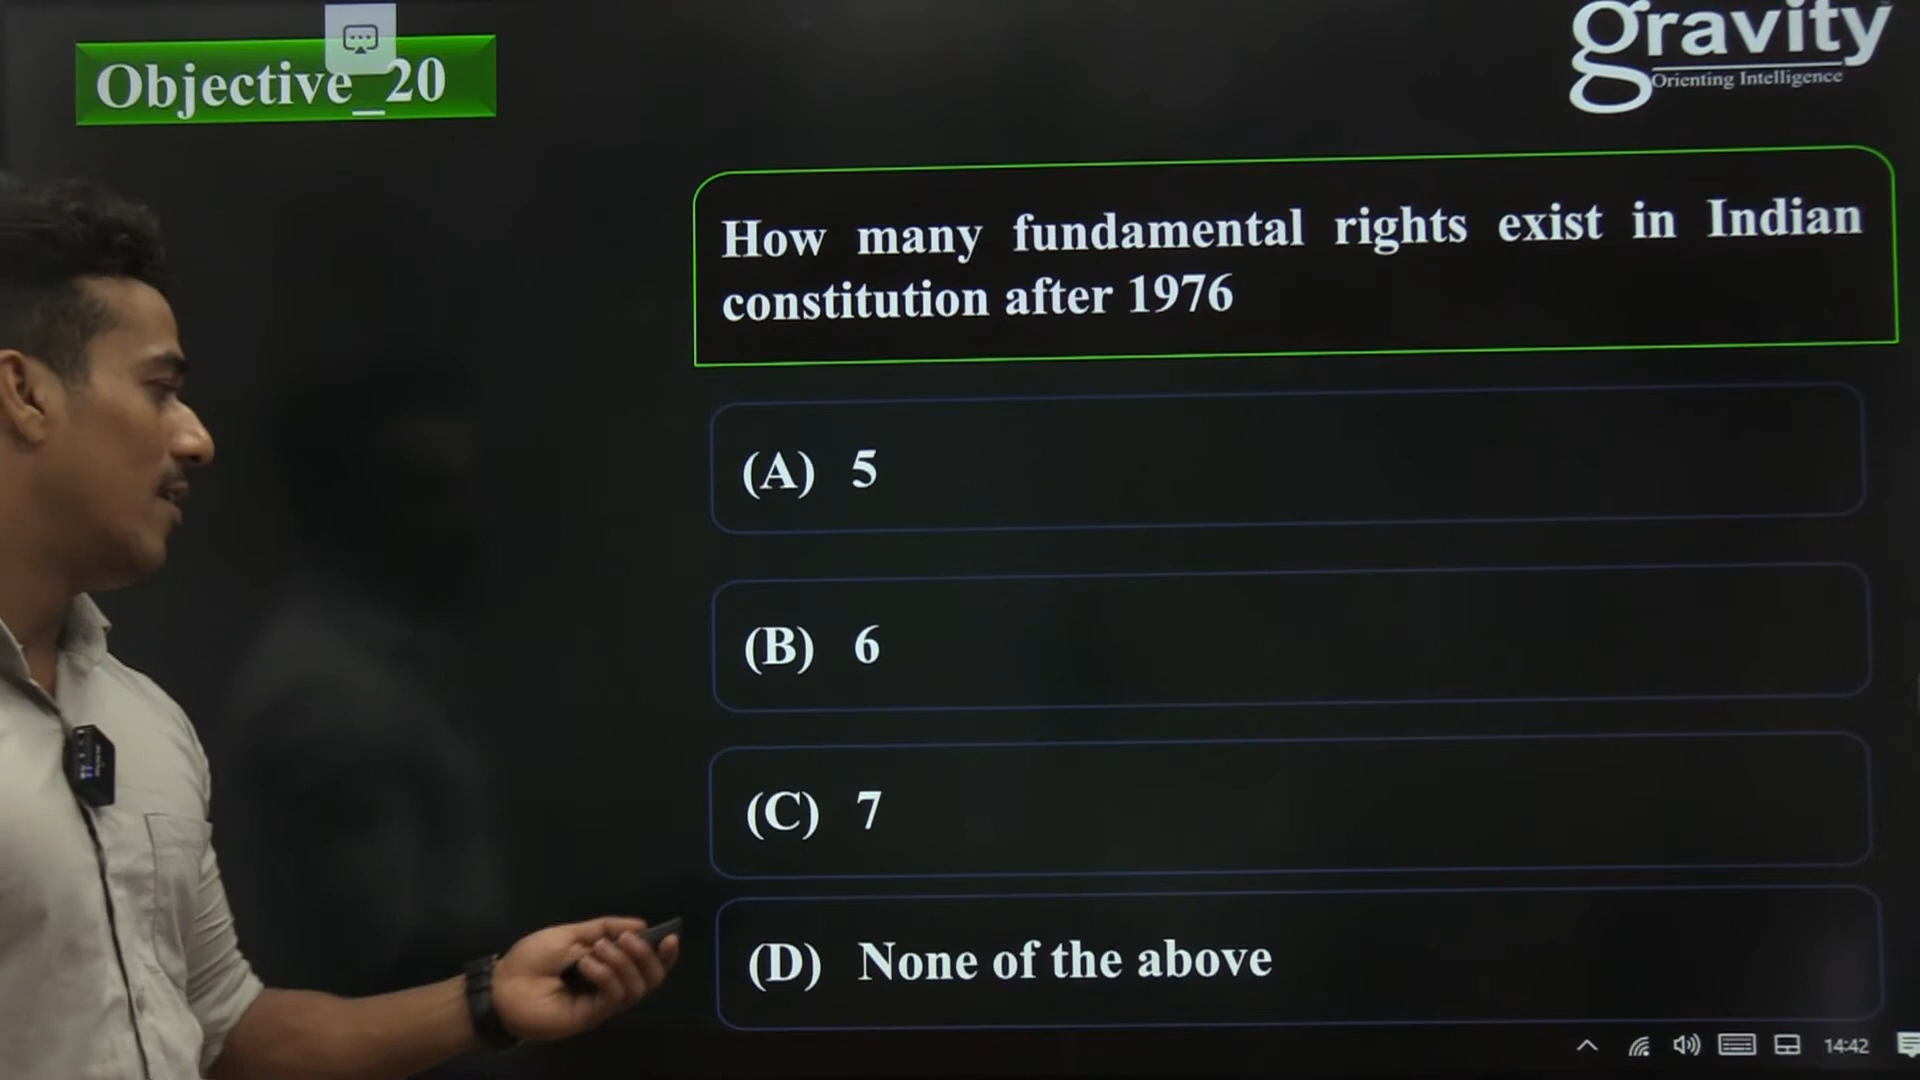 Objective_20
gravity
Orienting Intelligence
How many fundamental rights exist in Indian
constitution after 1976
(A) 5
(B) 6
(C) 7
(D) None of the above
14:42